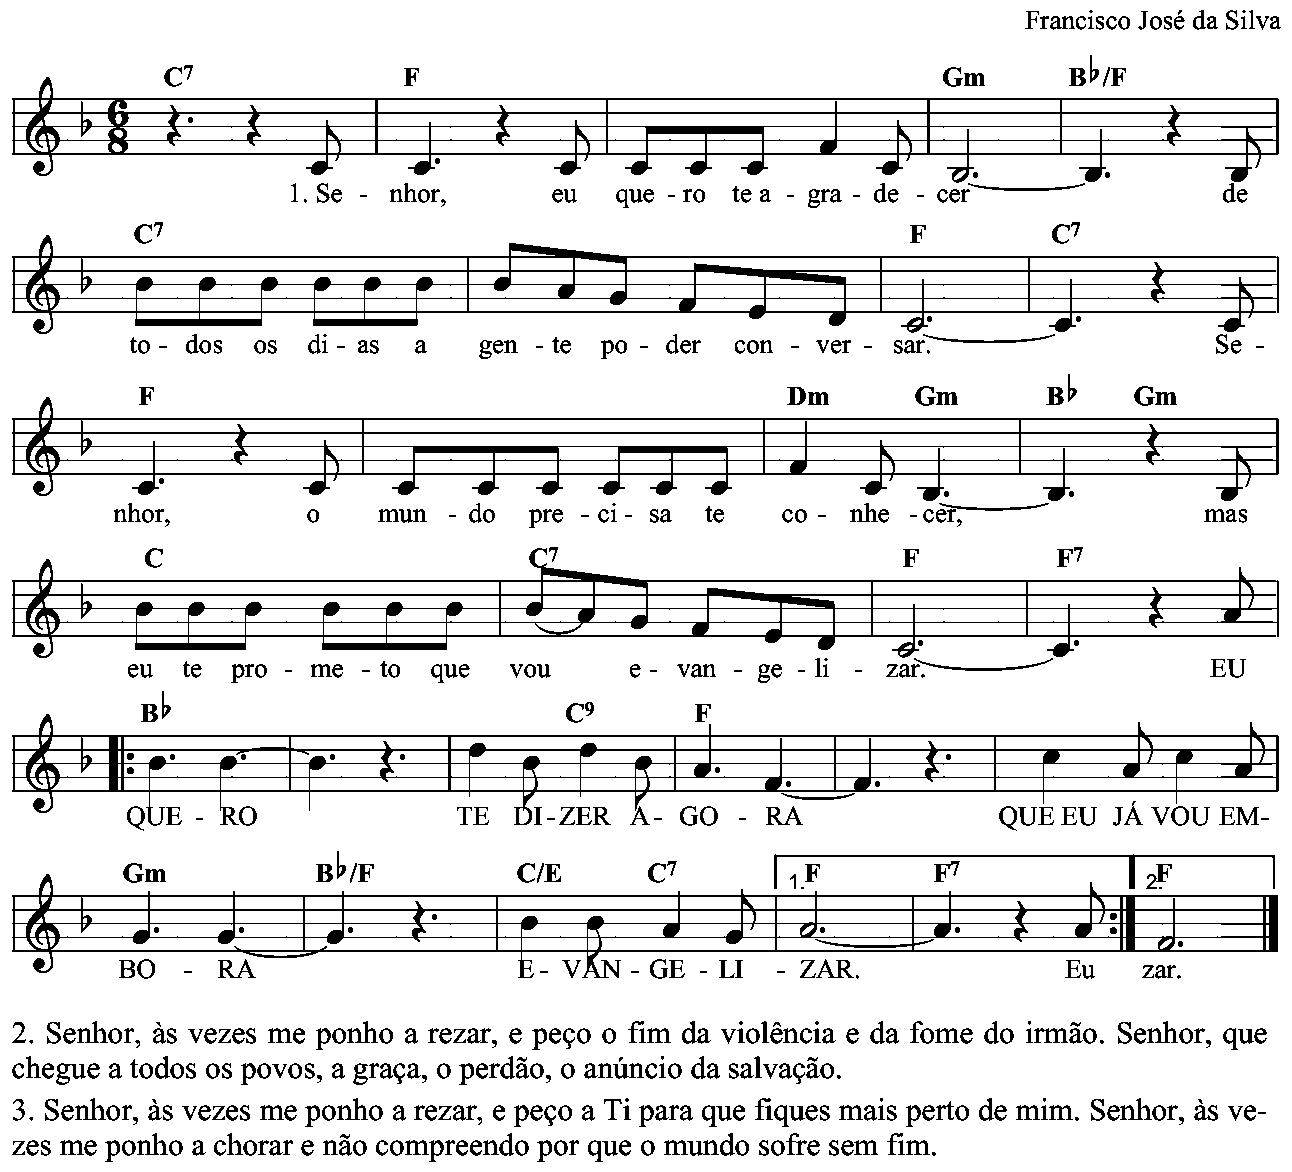 Francisco José da Silva
C7 F Gm B♭/F
6
8
1. Se - nhor, eu que - ro te a - gra - de - cer de
C7 F C7
to - dos os di - as a gen - te po - der con - ver - sar. Se -
F Dm Gm B♭ Gm
nhor, o mun - do pre - ci - sa te co - nhe - cer, mas
C C7 F F7
eu te pro - me - to que vou e - van - ge - li - zar. EU
B♭ C9 F
QUE - RO TE DI - ZER A - GO - RA QUE EU JÁ VOU EM-
Gm B♭/F C/E C7 1. F F7 2. F
BO - RA E - VAN - GE - LI - ZAR. Eu zar.
2. Senhor, às vezes me ponho a rezar, e peço o fim da violência e da fome do irmão. Senhor, que
chegue a todos os povos, a graça, o perdão, o anúncio da salvação.
3. Senhor, às vezes me ponho a rezar, e peço a Ti para que fiques mais perto de mim. Senhor, às ve-
zes me ponho a chorar e não compreendo por que o mundo sofre sem fim.